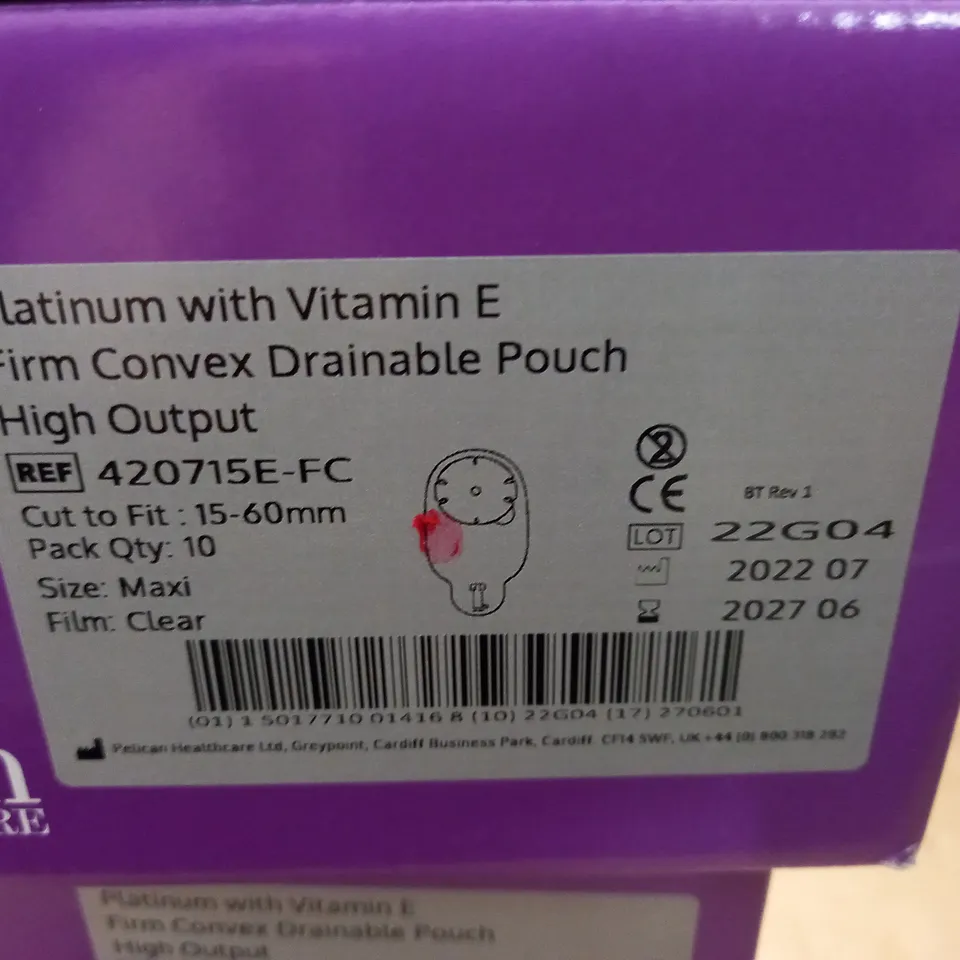 latinum with Vitamin E
Firm Convex Drainable Pouch
High Output
REF 420715E-FC
Cut to Fit : 15-60mm
Pack Qty: 10
Size: Maxi
Film: Clear
2
CE
BT Rev 1
LOT 22G04
2022 07
2027 06
(01) 1 5017710 01416 8 (10) 22G04 (17) 270601
Pelican Healthcare Ltd, Greypoint, Cardiff Business Park, Cardiff. CF14 5WF, UK +44 (0) 800 318 282
n
RE
Platinum with Vitamin E
Firm Convex Drainable Pouch
High Output